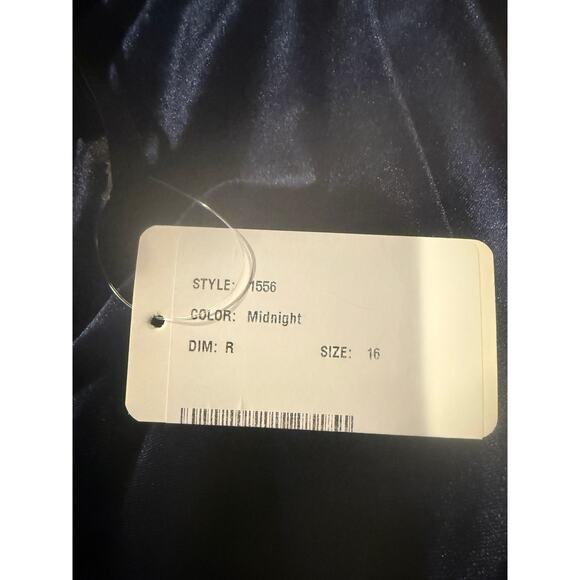 STYLE: 1556
COLOR: Midnight
DIM: R SIZE: 16